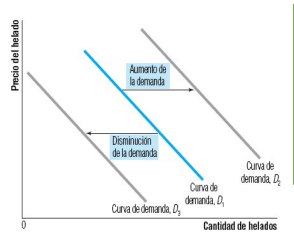 Precio del helado
Aumento de
la demanda
Disminución
de la demanda
Curva de
demanda, D₂
Curva de
demanda, D₁
Curva de demanda, D₃
0
Cantidad de helados